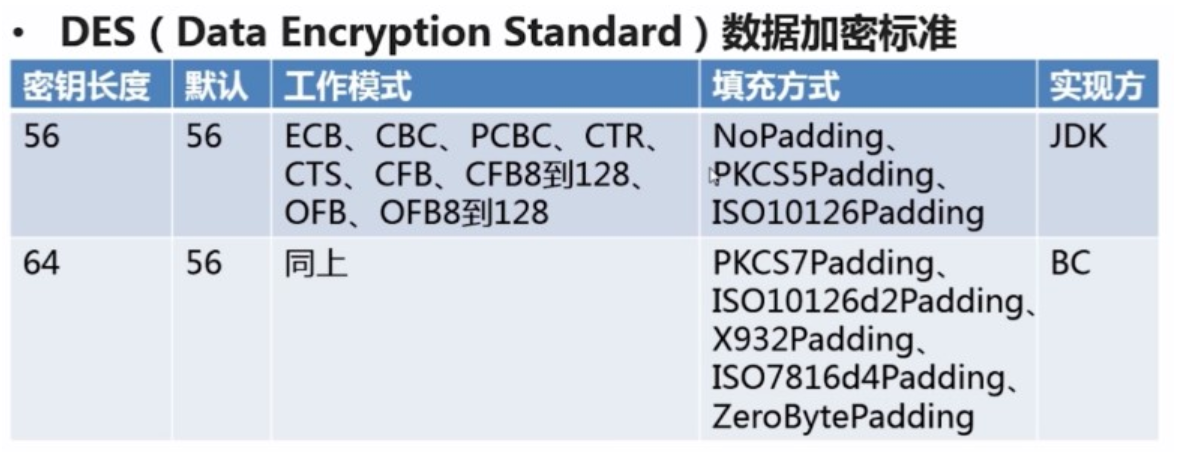 • DES（Data Encryption Standard）数据加密标准
密钥长度 默认 工作模式 填充方式 实现方
56 56 ECB、CBC、PCBC、CTR、 NoPadding、 JDK
CTS、CFB、CFB8到128、 PKCS5Padding、
OFB、OFB8到128 ISO10126Padding
64 56 同上 PKCS7Padding、 BC
ISO10126d2Padding、
X932Padding、
ISO7816d4Padding、
ZeroBytePadding